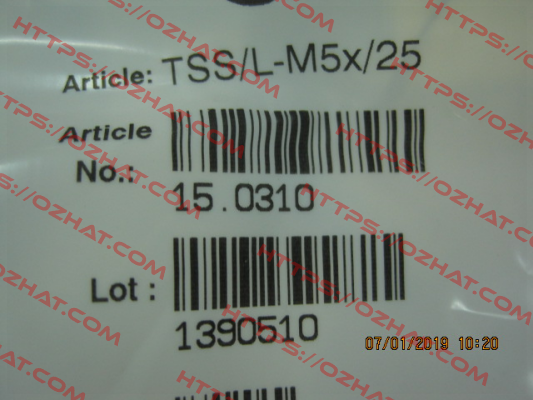 Article: TSS/L-M5x/25
Article
No.:
15.0310
Lot :
1390510
07/01/2019 10:20
HTTPS://OZHAT.COM